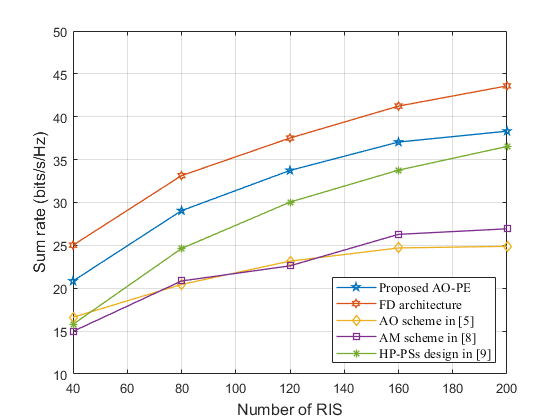 50
45
40
35
30
25
20
15
10
Sum rate (bits/s/Hz)
40 60 80 100 120 140 160 180 200
Number of RIS
Proposed AO-PE
FD architecture
AO scheme in [5]
AM scheme in [8]
HP-PSs design in [9]